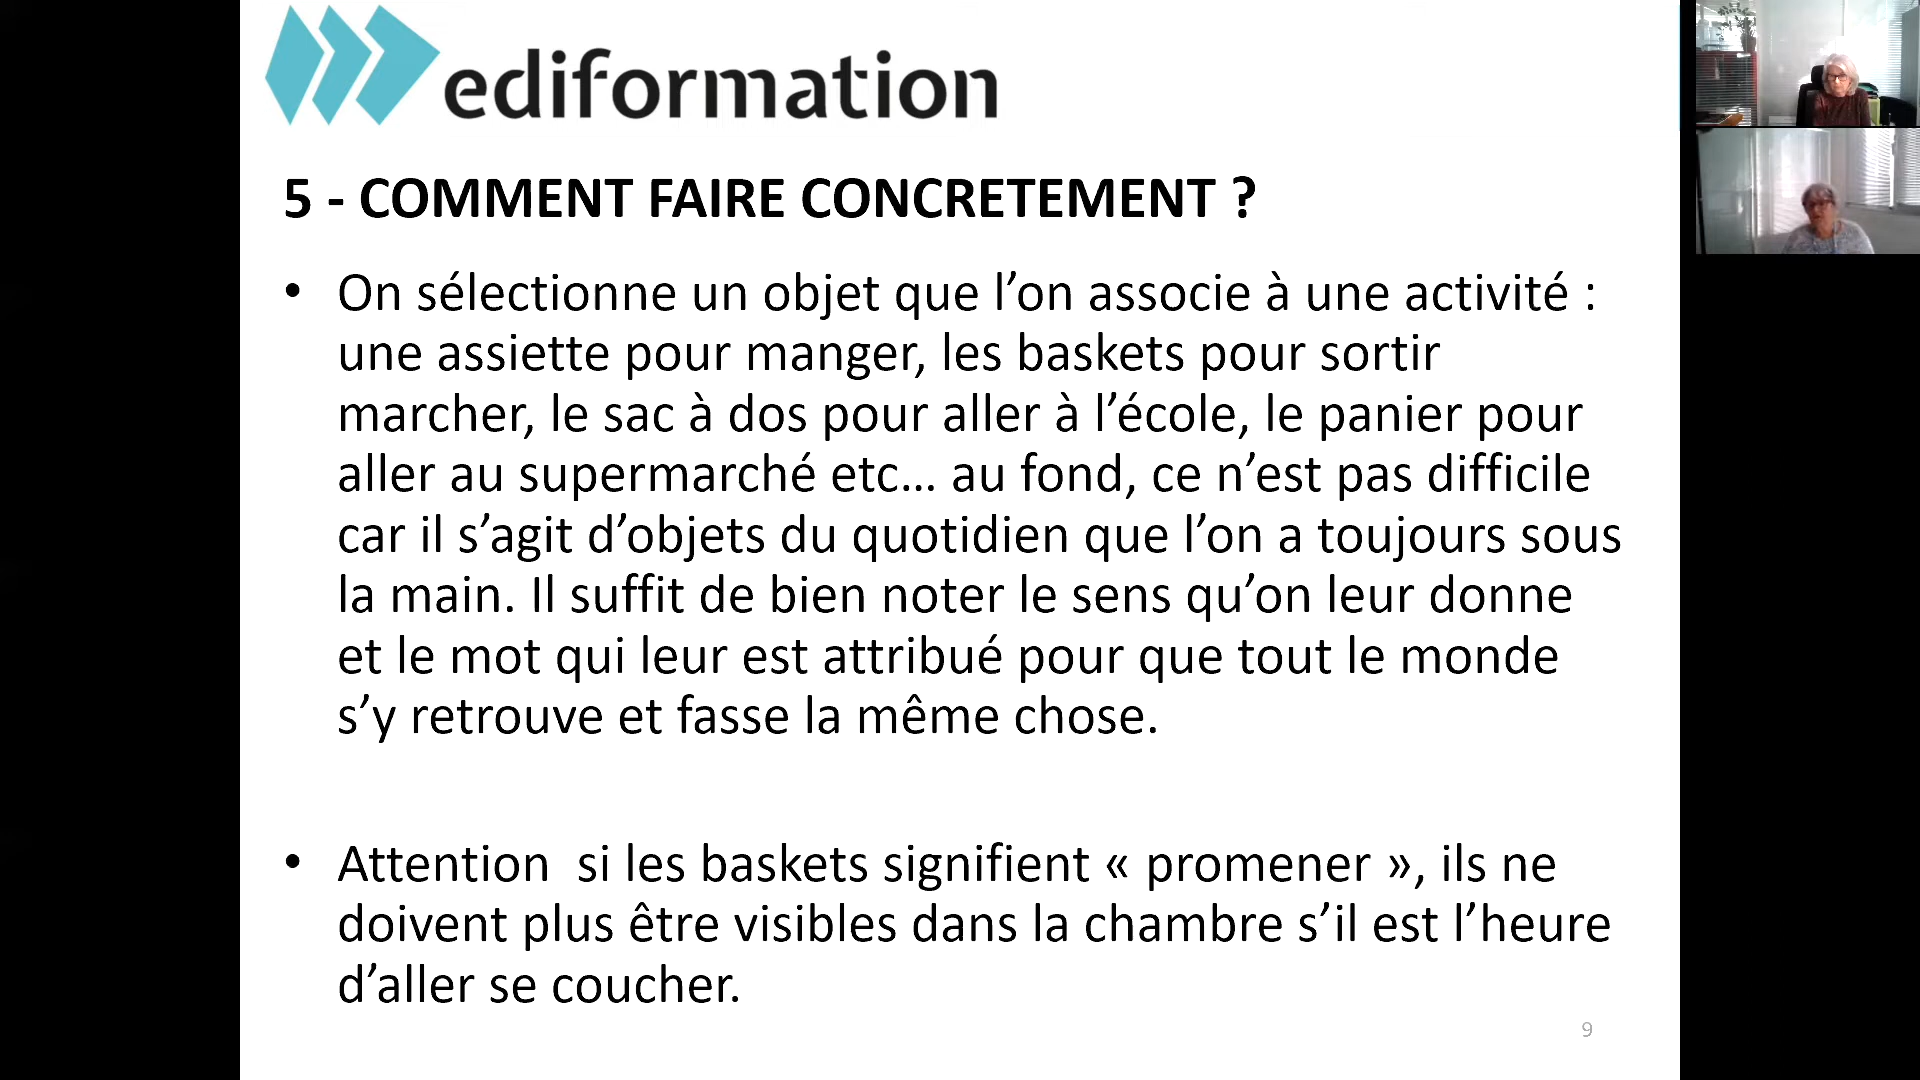 ediformation
5 - COMMENT FAIRE CONCRETEMENT ?
• On sélectionne un objet que l’on associe à une activité :
une assiette pour manger, les baskets pour sortir
marcher, le sac à dos pour aller à l’école, le panier pour
aller au supermarché etc… au fond, ce n’est pas difficile
car il s’agit d’objets du quotidien que l’on a toujours sous
la main. Il suffit de bien noter le sens qu’on leur donne
et le mot qui leur est attribué pour que tout le monde
s’y retrouve et fasse la même chose.
• Attention  si les baskets signifient « promener », ils ne
doivent plus être visibles dans la chambre s’il est l’heure
d’aller se coucher.
9